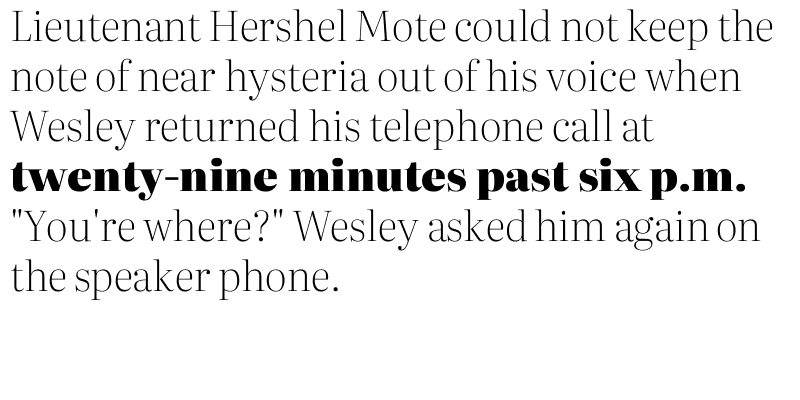 Lieutenant Hershel Mote could not keep the
note of near hysteria out of his voice when
Wesley returned his telephone call at
twenty-nine minutes past six p.m.
"You're where?" Wesley asked him again on
the speaker phone.